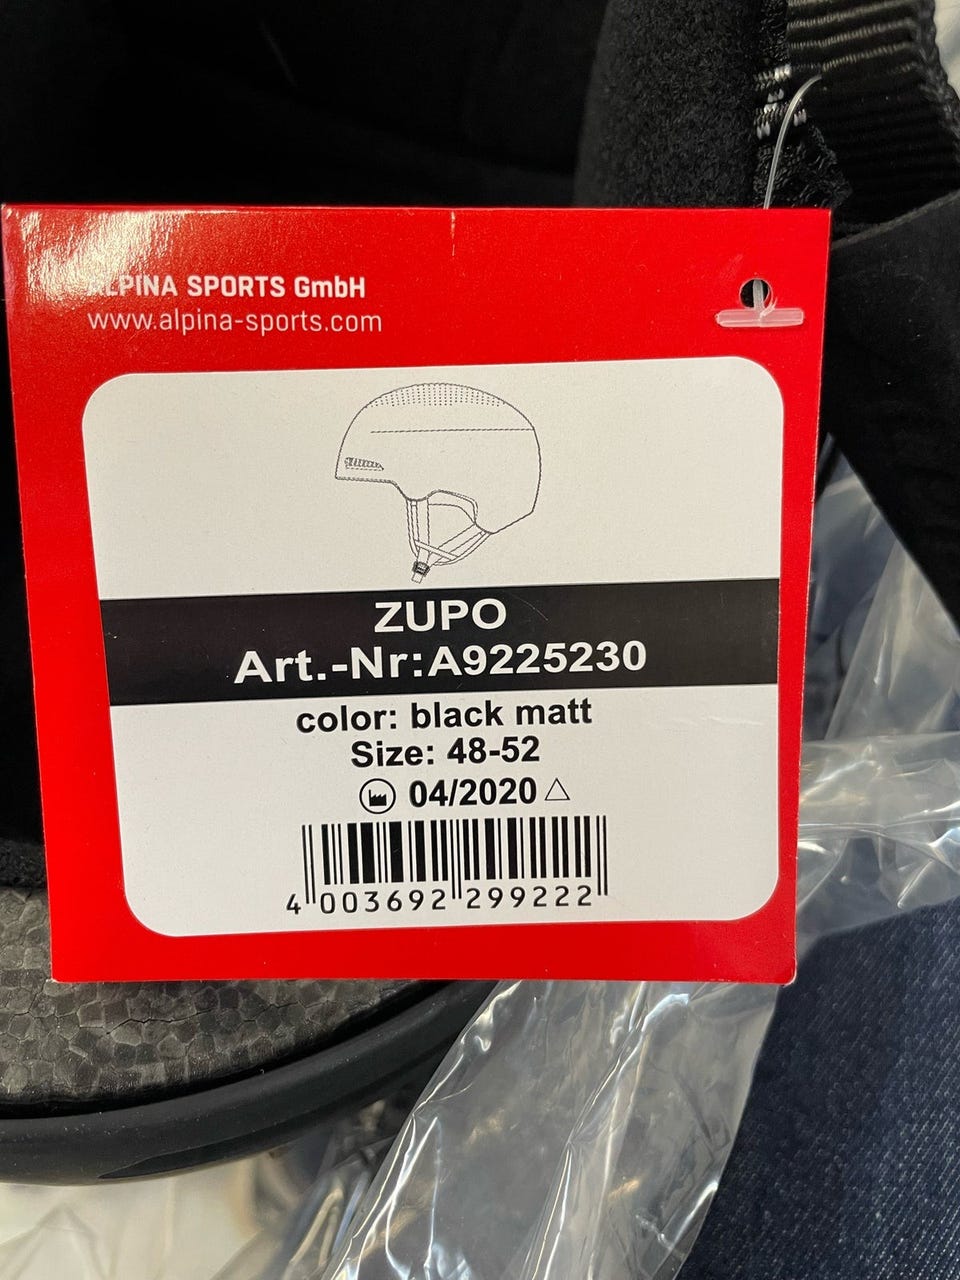 ALPINA SPORTS GmbH
www.alpina-sports.com
ZUPO
Art.-Nr:A9225230
color: black matt
Size: 48-52
04/2020
4 003692 299222